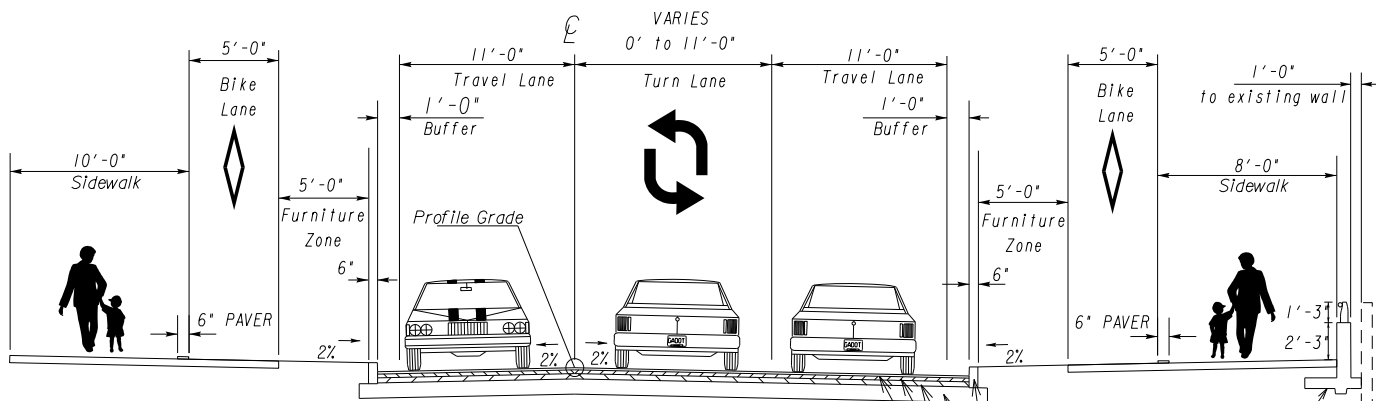 ℄
VARIES
0' to 11'-0"
5'-0"
11'-0"
11'-0"
5'-0"
1'-0"
to existing wall
Bike
Lane
Travel Lane
Turn Lane
Travel Lane
Bike
Lane
1'-0"
Buffer
1'-0"
Buffer
10'-0"
Sidewalk
8'-0"
Sidewalk
5'-0"
Furniture
Zone
Profile Grade
5'-0"
Furniture
Zone
6"
6"
6" PAVER
6" PAVER
1'-3"
2'-3"
2%
2%
2%
2%
GADOT
GADOT